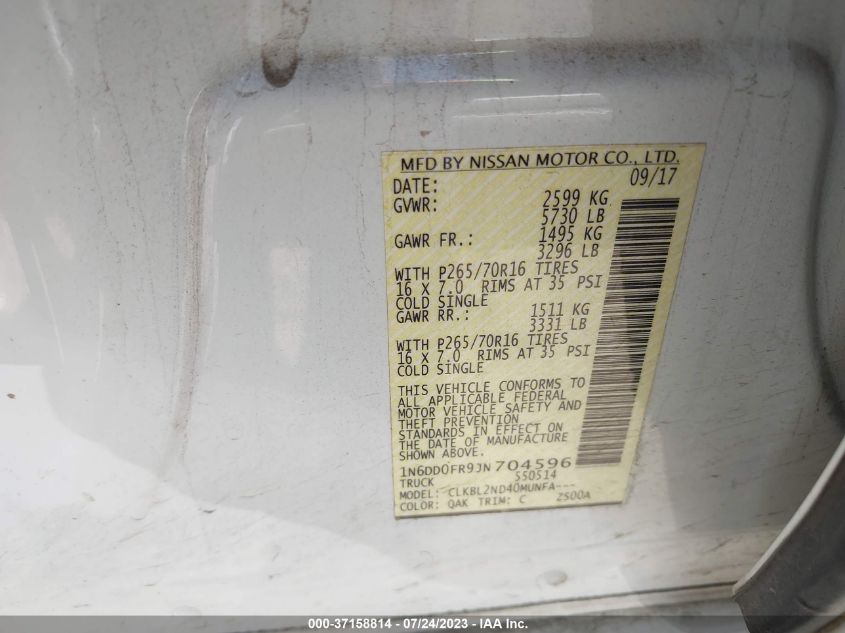 MFD BY NISSAN MOTOR CO., LTD.
DATE: 09/17
GVWR: 2599 KG
5730 LB
GAWR FR.: 1495 KG
3296 LB
WITH P265/70R16 TIRES
16 X 7.0 RIMS AT 35 PSI
COLD SINGLE
GAWR RR.: 1511 KG
3331 LB
WITH P265/70R16 TIRES
16 X 7.0 RIMS AT 35 PSI
COLD SINGLE
THIS VEHICLE CONFORMS TO
ALL APPLICABLE FEDERAL
MOTOR VEHICLE SAFETY AND
THEFT PREVENTION
STANDARDS IN EFFECT ON
THE DATE OF MANUFACTURE
SHOWN ABOVE.
1N6DD0FR9JN704596
TRUCK S50514
MODEL: CLKBL2ND40MUNFA---
COLOR: QAK TRIM: C 2500A
000-37158814 - 07/24/2023 - IAA Inc.